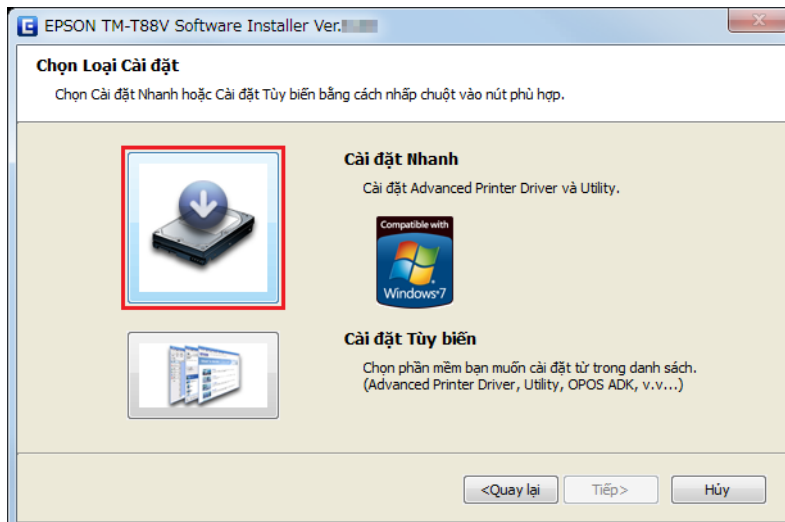 EPSON TM-T88V Software Installer Ver.
Chọn Loại Cài đặt
Chọn Cài đặt Nhanh hoặc Cài đặt Tùy biến bằng cách nhấp chuột vào nút phù hợp.
Cài đặt Nhanh
Cài đặt Advanced Printer Driver và Utility.
Compatible with
Windows 7
Cài đặt Tùy biến
Chọn phần mềm bạn muốn cài đặt từ trong danh sách.
(Advanced Printer Driver, Utility, OPOS ADK, v.v...)
<Quay lại
Tiếp>
Hủy